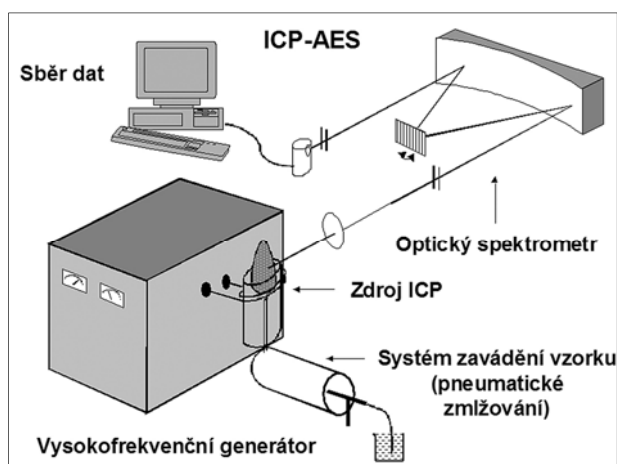 ICP-AES
Sběr dat
Optický spektrometr
Zdroj ICP
Systém zavádění vzorku
(pneumatické
zmlžování)
Vysokofrekvenční generátor